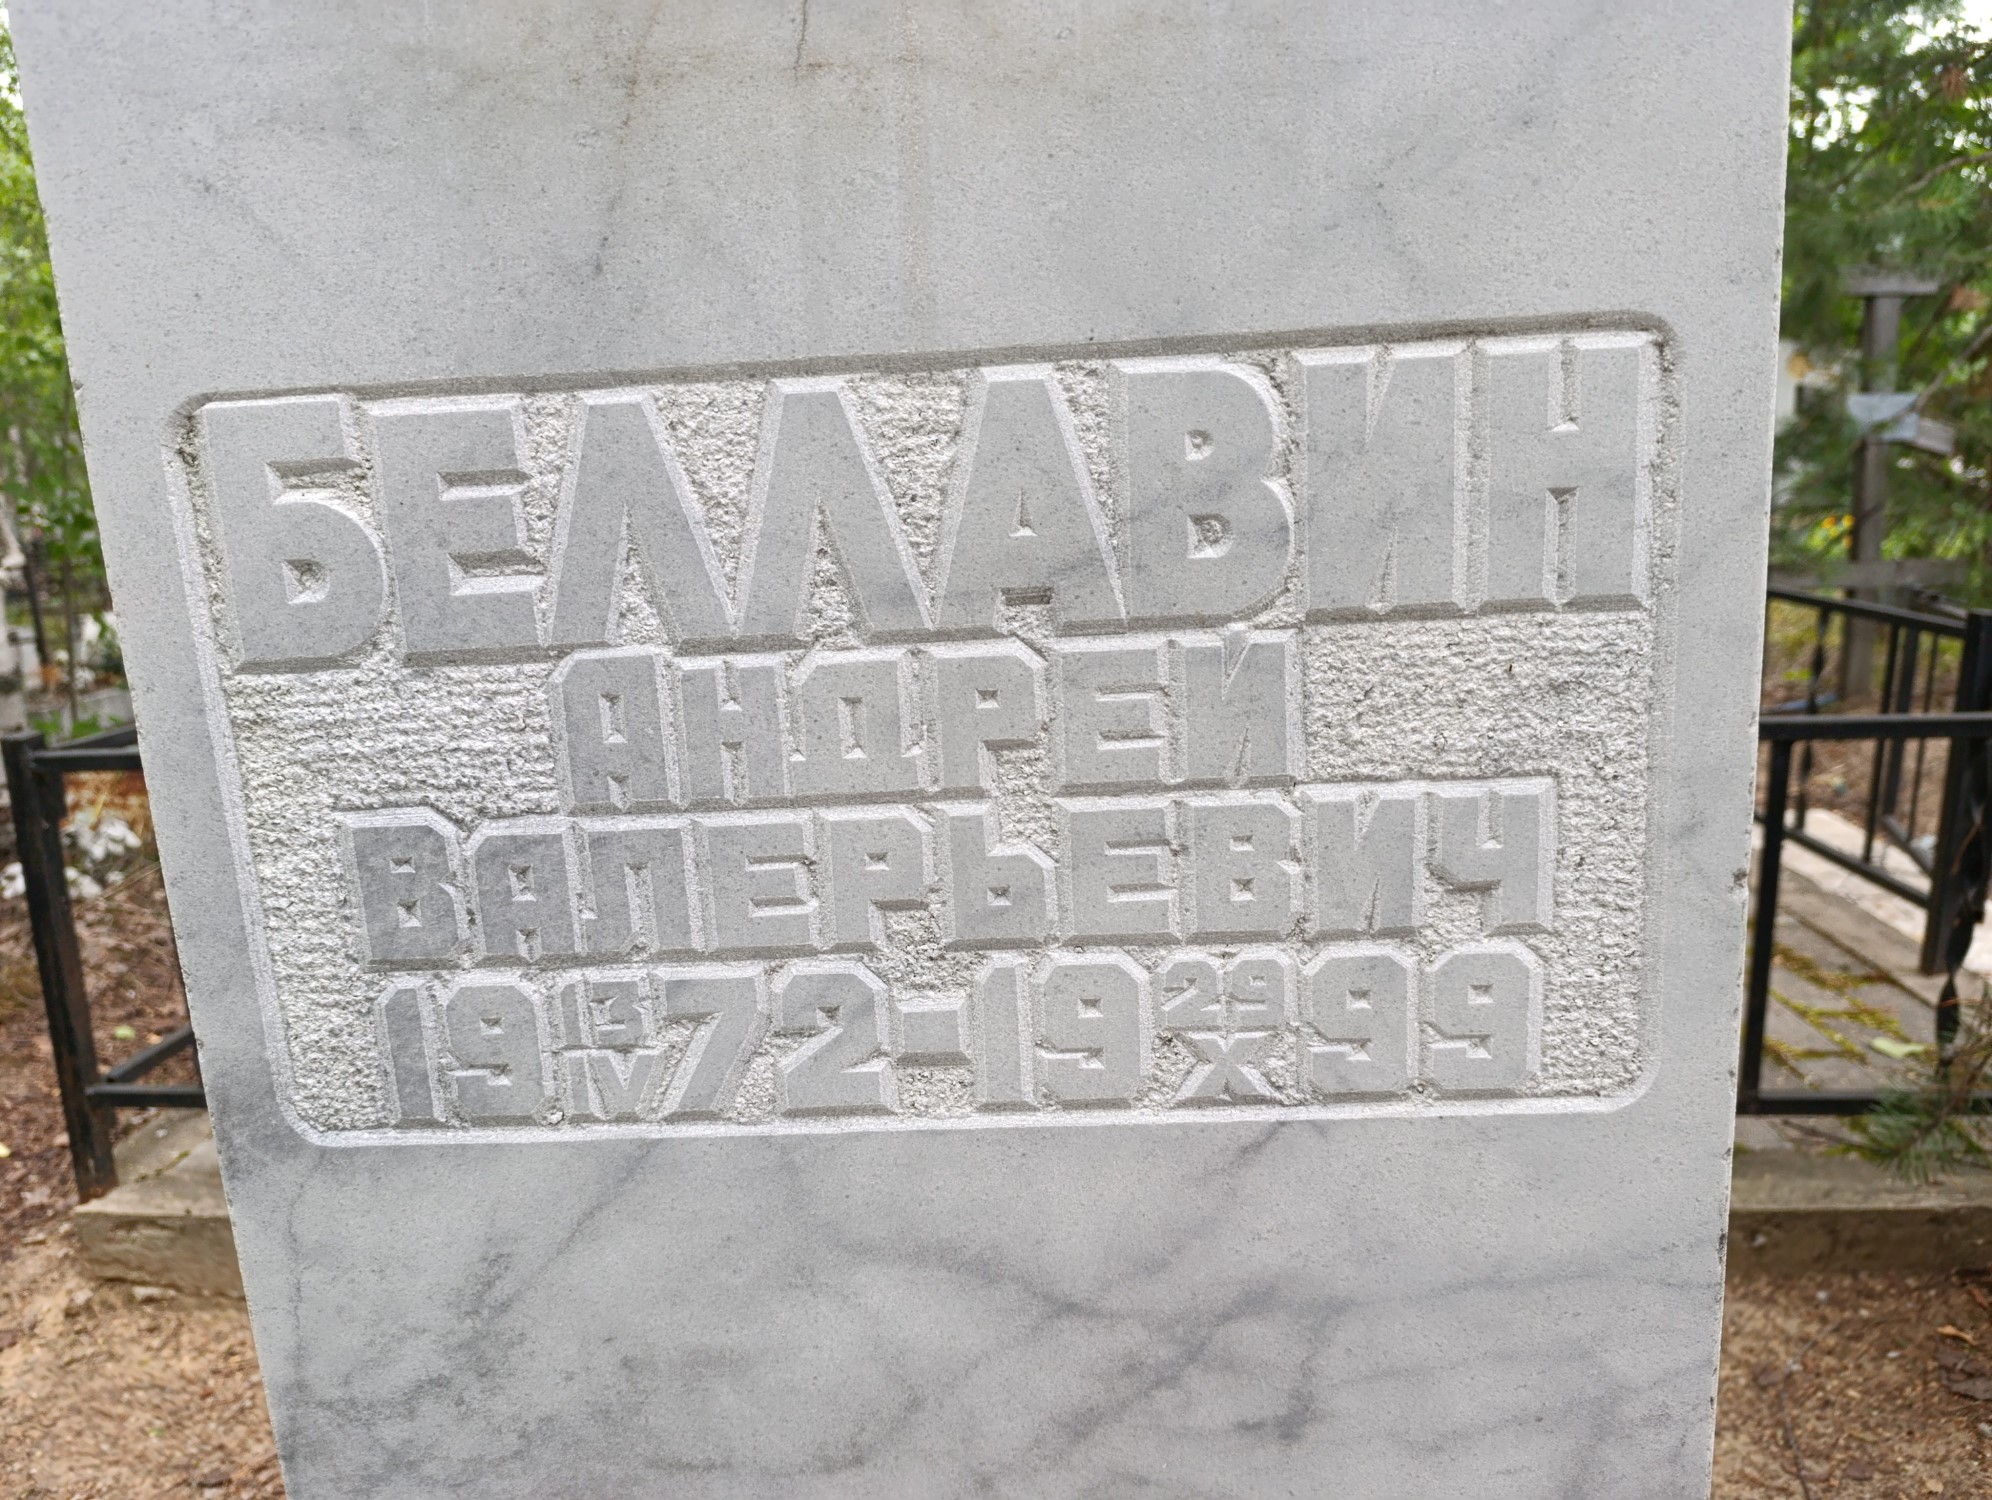 БЕЛЛАВИН
АНДРЕЙ
ВАЛЕРЬЕВИЧ
19 13 IV 72 - 19 29 X 99